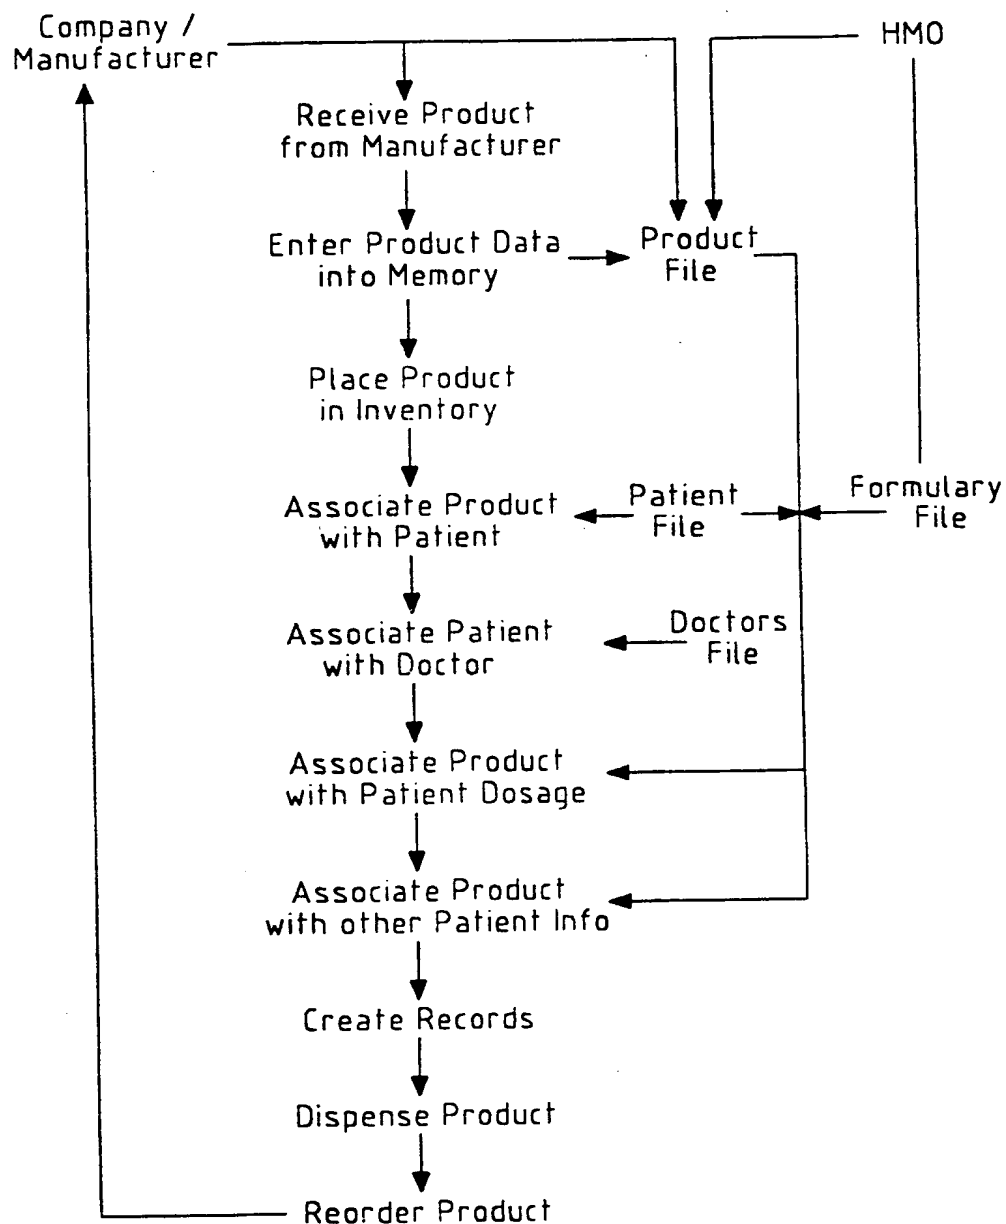 Company /
Manufacturer
HMO
Receive Product
from Manufacturer
Enter Product Data
into Memory
Product
File
Place Product
in Inventory
Associate Product
with Patient
Patient
File
Formulary
File
Associate Patient
with Doctor
Doctors
File
Associate Product
with Patient Dosage
Associate Product
with other Patient Info
Create Records
Dispense Product
Reorder Product